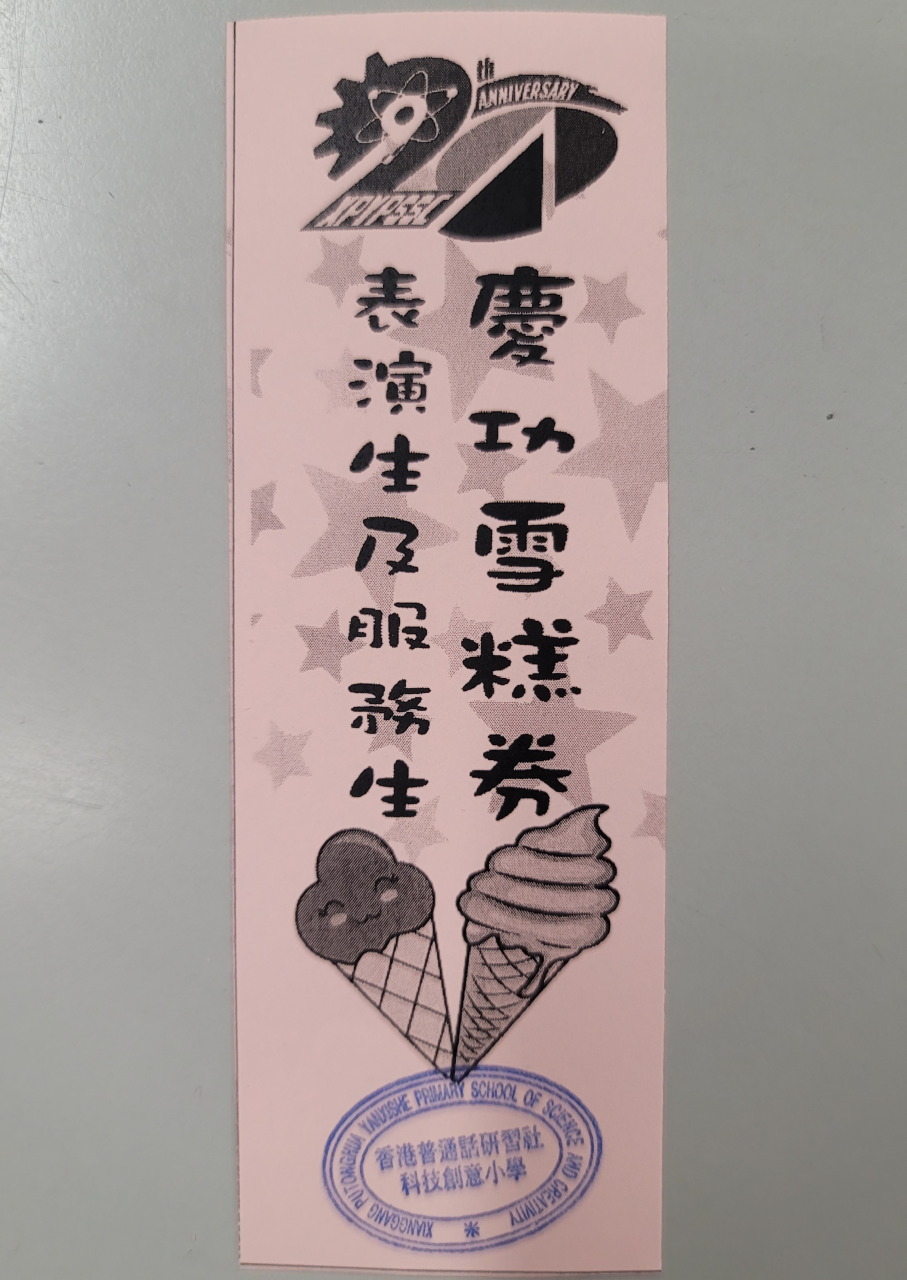 20th ANNIVERSARY
XPYPSSC
慶功雪糕券
表演生及服務生
XIANGGANG PUTONGHUA YANXISHE PRIMARY SCHOOL OF SCIENCE AND CREATIVITY
香港普通話研習社
科技創意小學